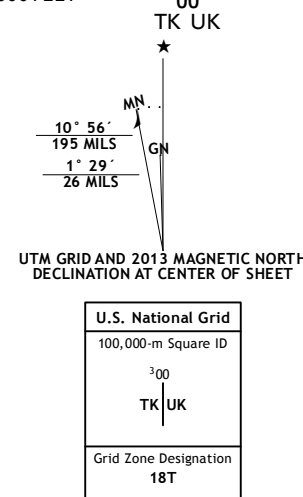 00
TK UK
★
MN
10° 56´
195 MILS
GN
1° 29´
26 MILS
UTM GRID AND 2013 MAGNETIC NORTH
DECLINATION AT CENTER OF SHEET
U.S. National Grid
100,000-m Square ID
³00
TK UK
Grid Zone Designation
18T